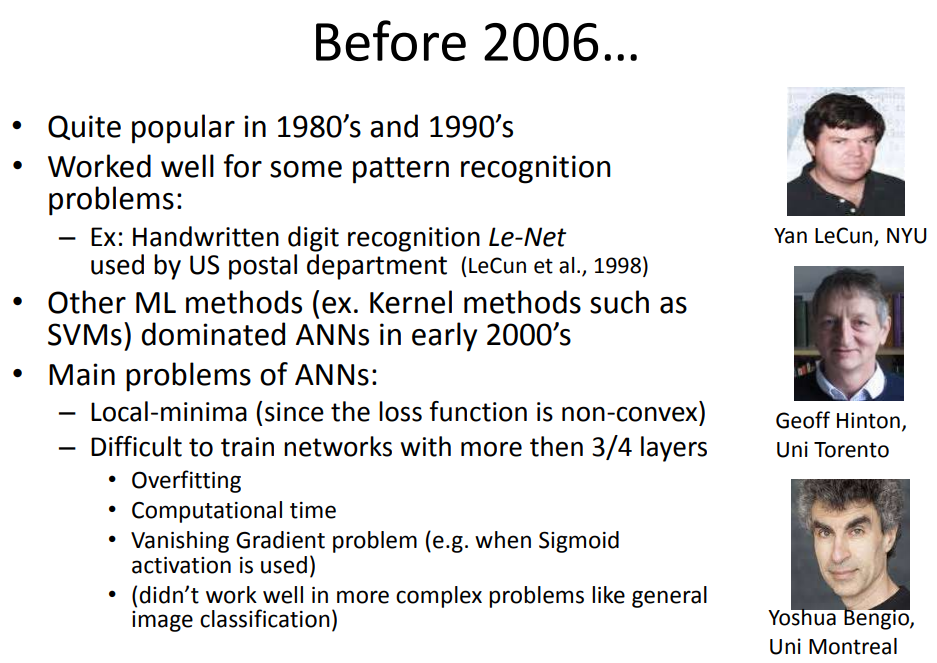 Before 2006…
• Quite popular in 1980’s and 1990’s
• Worked well for some pattern recognition
problems:
– Ex: Handwritten digit recognition Le-Net
used by US postal department (LeCun et al., 1998)
• Other ML methods (ex. Kernel methods such as
SVMs) dominated ANNs in early 2000’s
• Main problems of ANNs:
– Local-minima (since the loss function is non-convex)
– Difficult to train networks with more then 3/4 layers
• Overfitting
• Computational time
• Vanishing Gradient problem (e.g. when Sigmoid
activation is used)
• (didn’t work well in more complex problems like general
image classification)
Yan LeCun, NYU
Geoff Hinton,
Uni Torento
Yoshua Bengio,
Uni Montreal